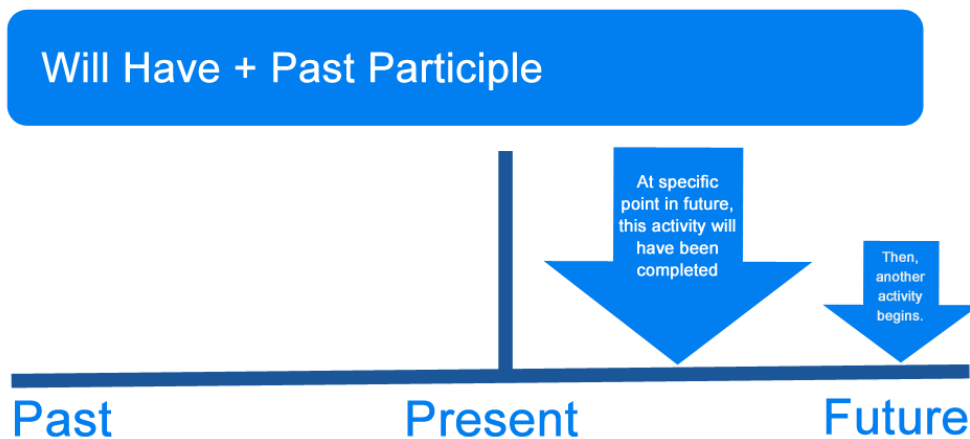 Will Have + Past Participle
At specific
point in future,
this activity will
have been
completed
Then,
another
activity
begins.
Past
Present
Future